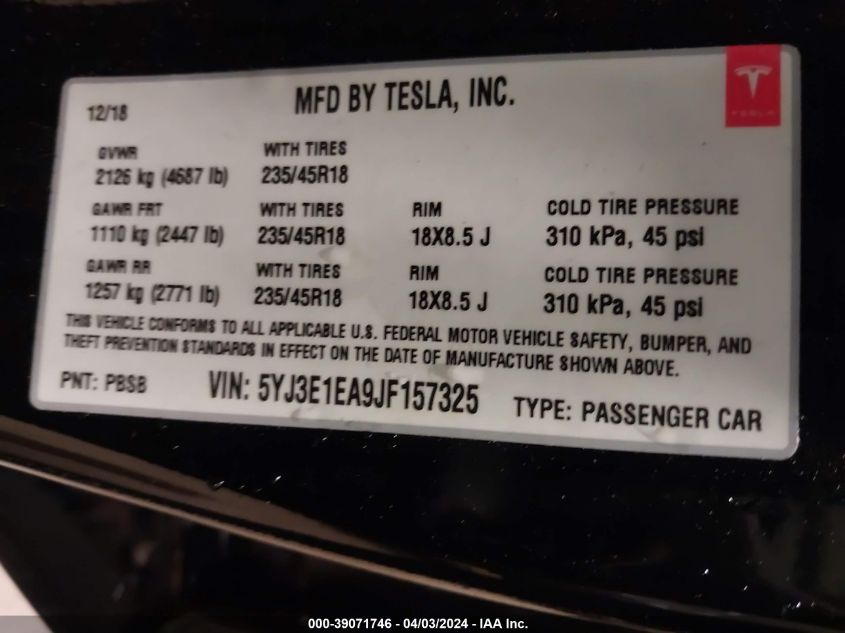 12/18 MFD BY TESLA, INC.
TESLA
GVWR WITH TIRES
2126 kg (4687 lb) 235/45R18
GAWR FRT WITH TIRES RIM COLD TIRE PRESSURE
1110 kg (2447 lb) 235/45R18 18X8.5 J 310 kPa, 45 psi
GAWR RR WITH TIRES RIM COLD TIRE PRESSURE
1257 kg (2771 lb) 235/45R18 18X8.5 J 310 kPa, 45 psi
THIS VEHICLE CONFORMS TO ALL APPLICABLE U.S. FEDERAL MOTOR VEHICLE SAFETY, BUMPER, AND
THEFT PREVENTION STANDARDS IN EFFECT ON THE DATE OF MANUFACTURE SHOWN ABOVE.
PNT: PBSB VIN: 5YJ3E1EA9JF157325 TYPE: PASSENGER CAR
000-39071746 - 04/03/2024 - IAA Inc.